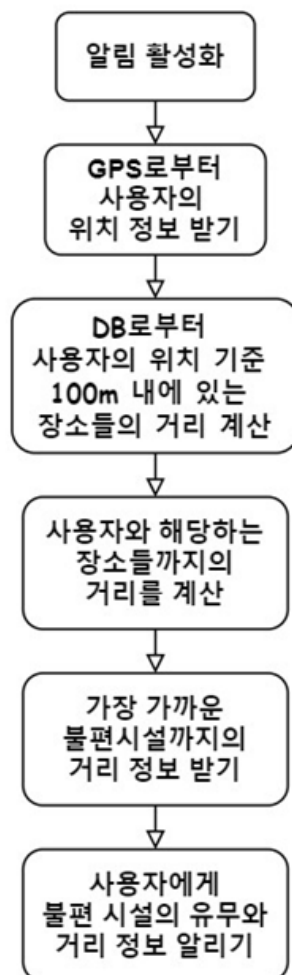 알림 활성화
GPS로부터
사용자의
위치 정보 받기
DB로부터
사용자의 위치 기준
100m 내에 있는
장소들의 거리 계산
사용자와 해당하는
장소들까지의
거리를 계산
가장 가까운
불편시설까지의
거리 정보 받기
사용자에게
불편 시설의 유무와
거리 정보 알리기